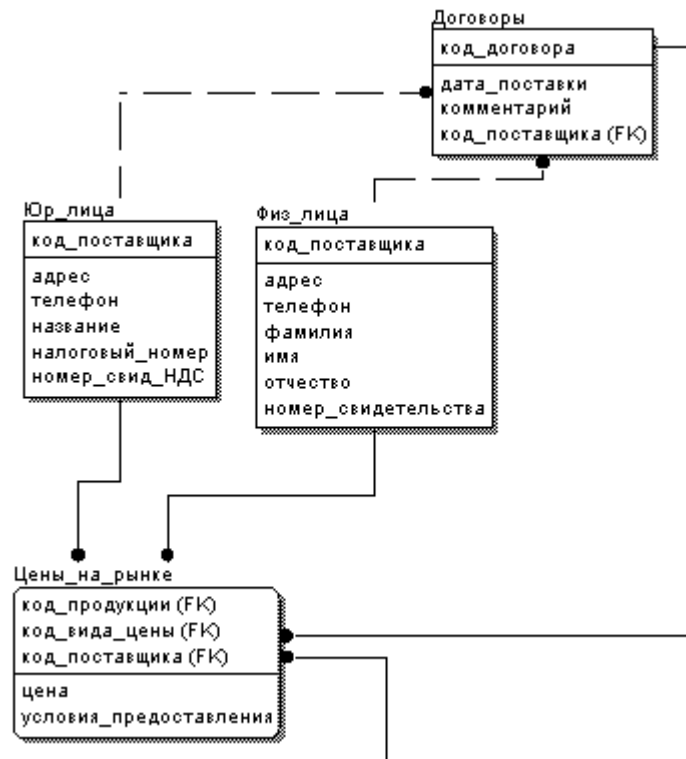 Договоры
код_договора
дата_поставки
комментарий
код_поставщика (FK)
Юр_лица
код_поставщика
адрес
телефон
название
налоговый_номер
номер_свид_НДС
Физ_лица
код_поставщика
адрес
телефон
фамилия
имя
отчество
номер_свидетельства
Цены_на_рынке
код_продукции (FK)
код_вида_цены (FK)
код_поставщика (FK)
цена
условия_предоставления